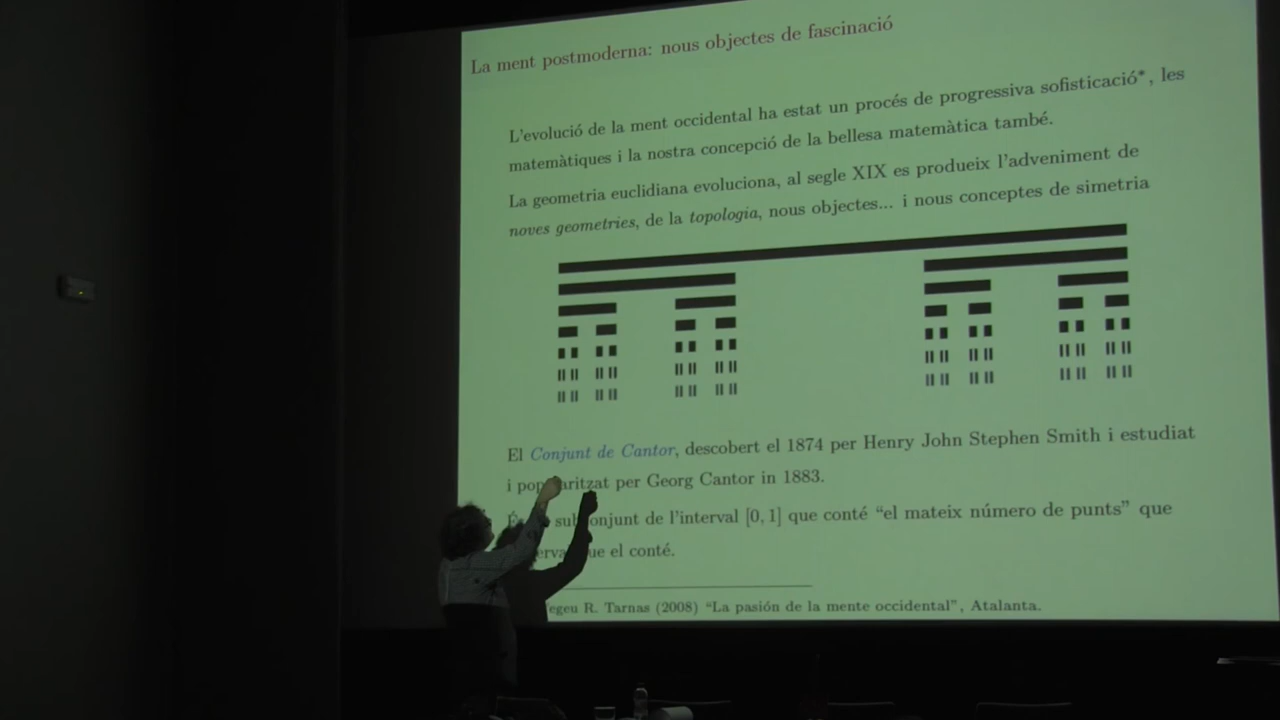 La ment postmoderna: nous objectes de fascinació
L'evolució de la ment occidental ha estat un procés de progressiva sofisticació*, les
matemàtiques i la nostra concepció de la bellesa matemàtica també.
La geometria euclidiana evoluciona, al segle XIX es produeix l'adveniment de
noves geometries, de la topologia, nous objectes... i nous conceptes de simetria
El Conjunt de Cantor, descobert el 1874 per Henry John Stephen Smith i estudiat
i popularitzat per Georg Cantor in 1883.
És subconjunt de l'interval [0, 1] que conté “el mateix número de punts” que
que el conté.
Vegeu R. Tarnas (2008) “La pasión de la mente occidental”, Atalanta.